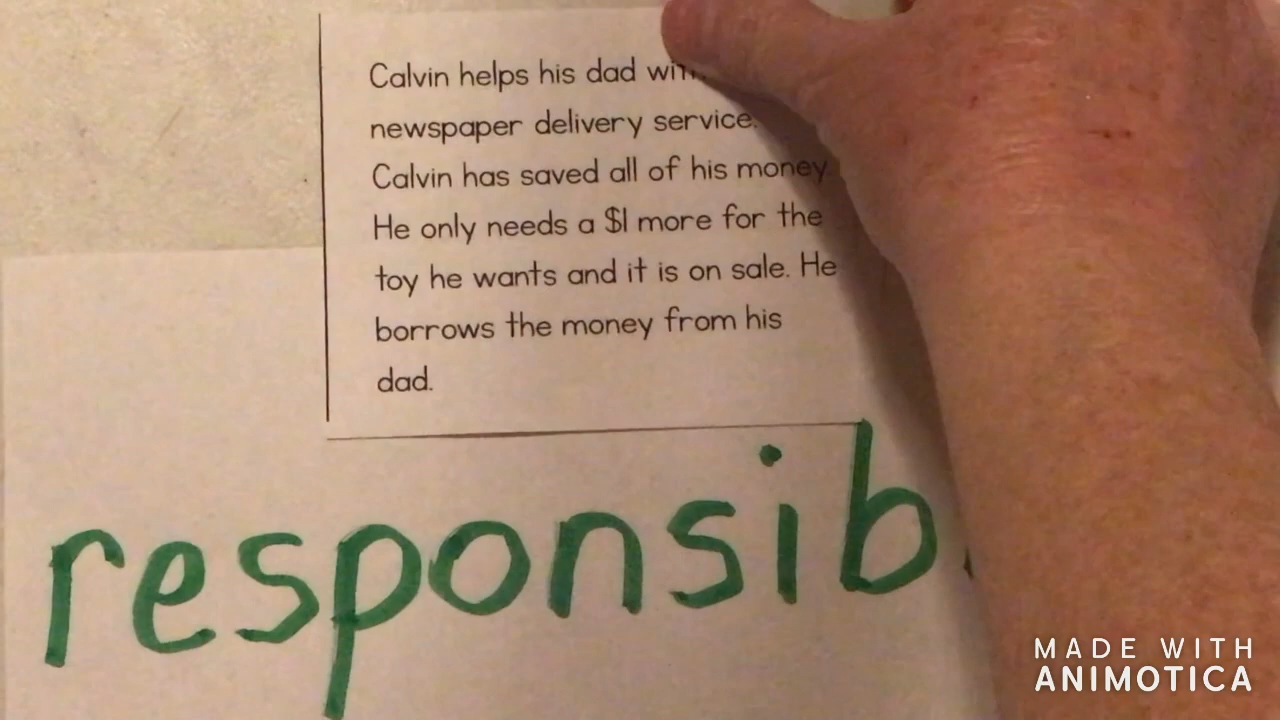 Calvin helps his dad with
newspaper delivery service.
Calvin has saved all of his money.
He only needs a $1 more for the
toy he wants and it is on sale. He
borrows the money from his
dad.
responsib
MADE WITH
ANIMOTICA